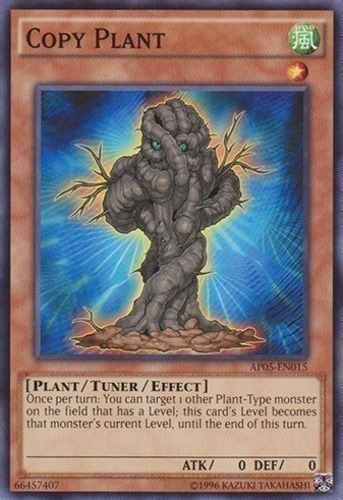 COPY PLANT
風
AP05-EN015
[PLANT/TUNER/EFFECT]
Once per turn: You can target 1 other Plant-Type monster
on the field that has a Level; this card's Level becomes
that monster's current Level, until the end of this turn.
ATK/ 0 DEF/ 0
66457407
©1996 KAZUKI TAKAHASHI